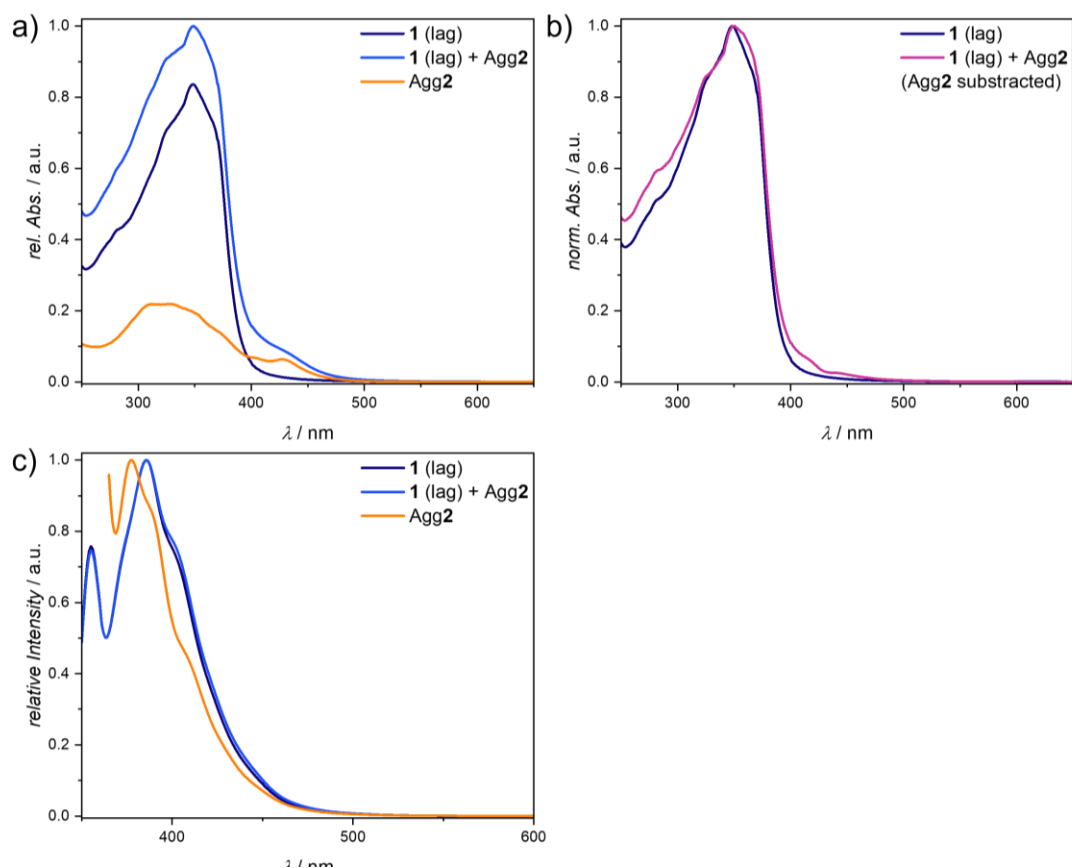 a)
1 (lag)
1 (lag) + Agg2
Agg2
1.0
0.8
0.6
0.4
0.2
0.0
rel. Abs. / a.u.
300
400
500
600
λ / nm
b)
1 (lag)
1 (lag) + Agg2
(Agg2 substracted)
1.0
0.8
0.6
0.4
0.2
0.0
norm. Abs. / a.u.
300
400
500
600
λ / nm
c)
1 (lag)
1 (lag) + Agg2
Agg2
1.0
0.8
0.6
0.4
0.2
0.0
relative Intensity / a.u.
400
500
600
λ / nm